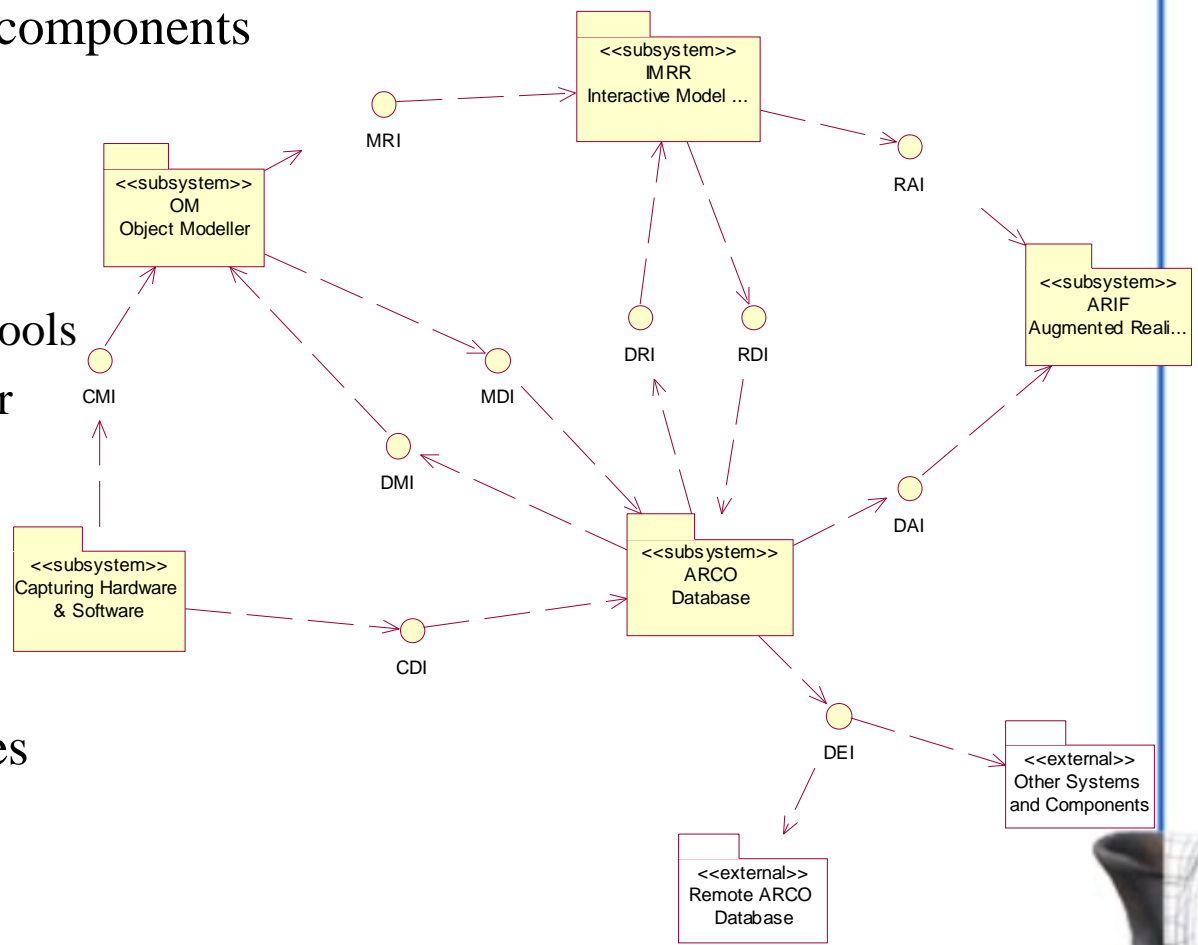 components
<<subsystem>>
IMRR
Interactive Model ...
MRI
RAI
<<subsystem>>
OM
Object Modeller
<<subsystem>>
ARIF
Augmented Reali...
ools
CMI
DRI
RDI
MDI
r
DMI
DAI
<<subsystem>>
Capturing Hardware
& Software
<<subsystem>>
ARCO
Database
CDI
es
DEI
<<external>>
Other Systems
and Components
<<external>>
Remote ARCO
Database